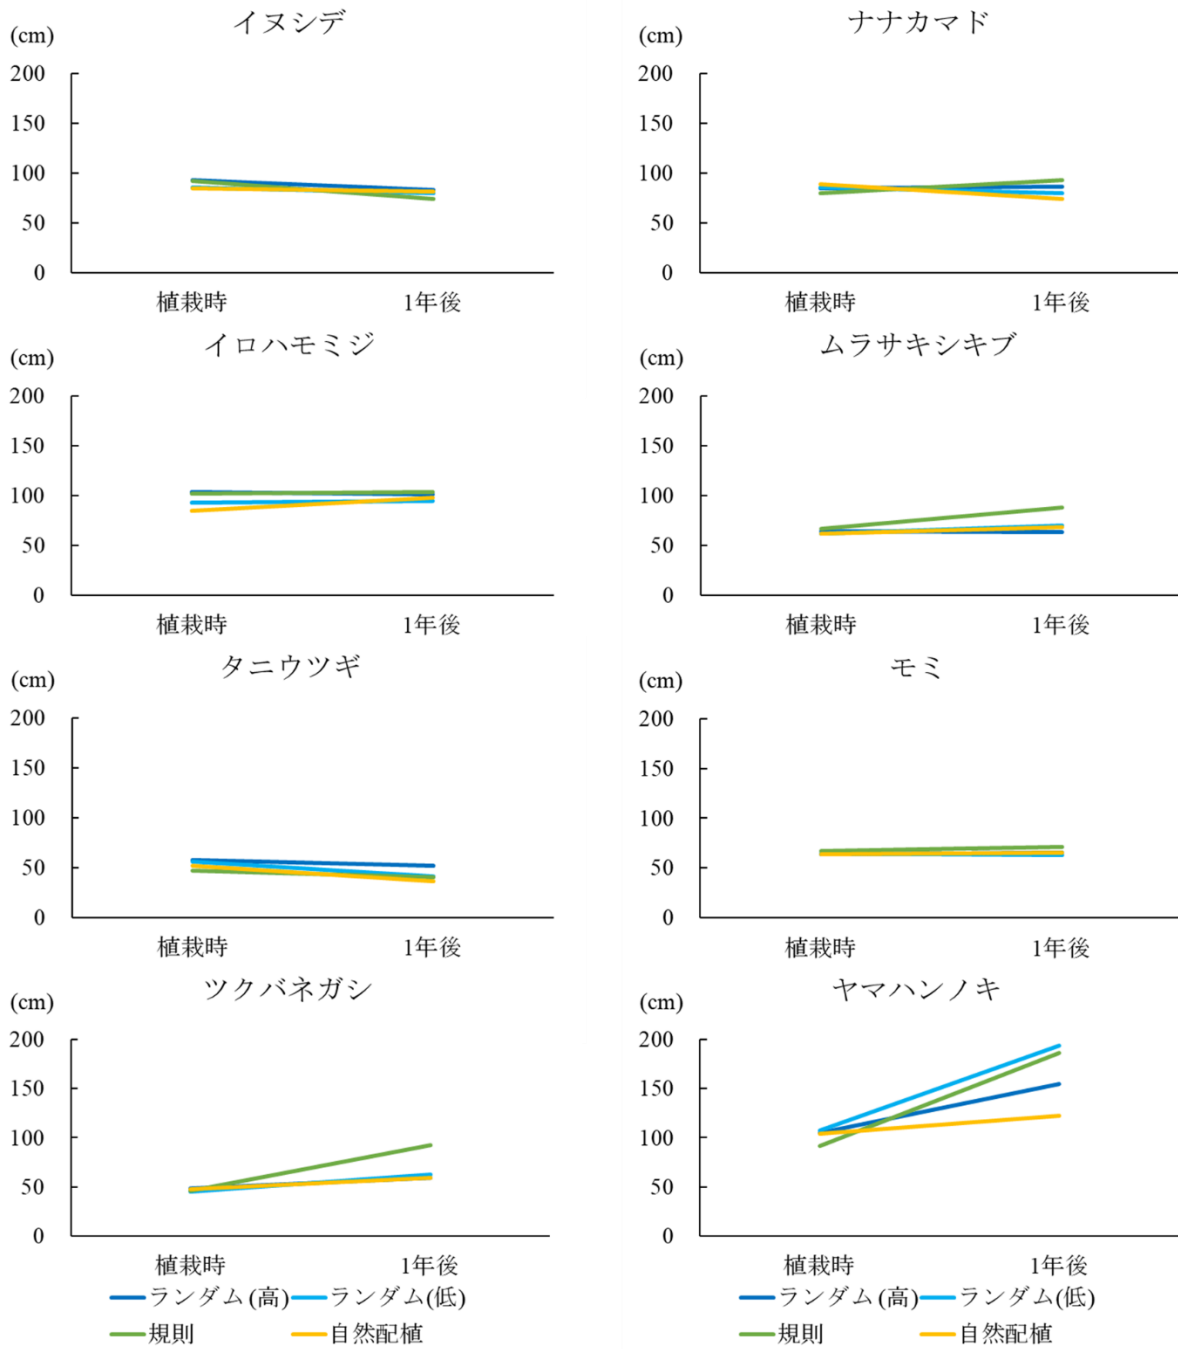 イヌシデ
(cm)
200
150
100
50
0
植栽時 1年後
ナナカマド
(cm)
200
150
100
50
0
植栽時 1年後
イロハモミジ
(cm)
200
150
100
50
0
植栽時 1年後
ムラサキシキブ
(cm)
200
150
100
50
0
植栽時 1年後
タニウツギ
(cm)
200
150
100
50
0
植栽時 1年後
モミ
(cm)
200
150
100
50
0
植栽時 1年後
ツクバネガシ
(cm)
200
150
100
50
0
植栽時 1年後
ランダム(高) ランダム(低)
規則 自然配植
ヤマハンノキ
(cm)
200
150
100
50
0
植栽時 1年後
ランダム(高) ランダム(低)
規則 自然配植